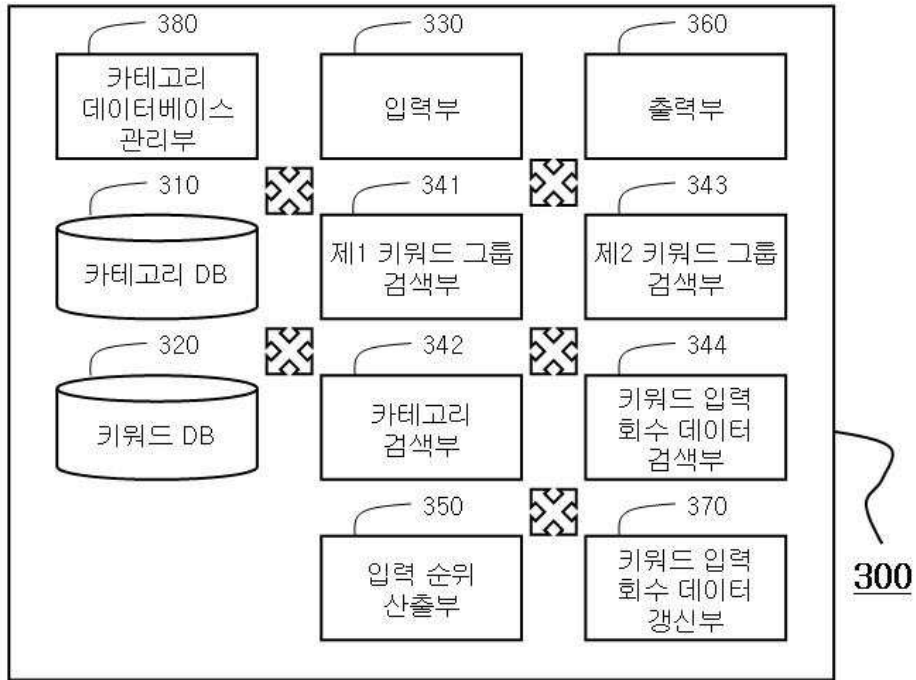 380
330
360
카테고리
데이터베이스
관리부
입력부
출력부
310
341
343
카테고리 DB
제1 키워드 그룹
검색부
제2 키워드 그룹
검색부
320
342
344
키워드 DB
카테고리
검색부
키워드 입력
회수 데이터
검색부
350
370
입력 순위
산출부
키워드 입력
회수 데이터
갱신부
300